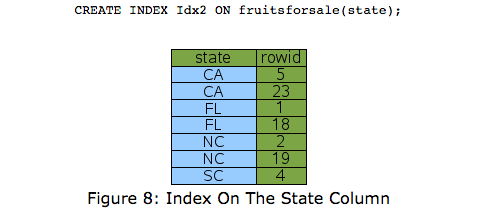 CREATE INDEX Idx2 ON fruitsforsale(state);
state rowid
CA 5
CA 23
FL 1
FL 18
NC 2
NC 19
SC 4
Figure 8: Index On The State Column